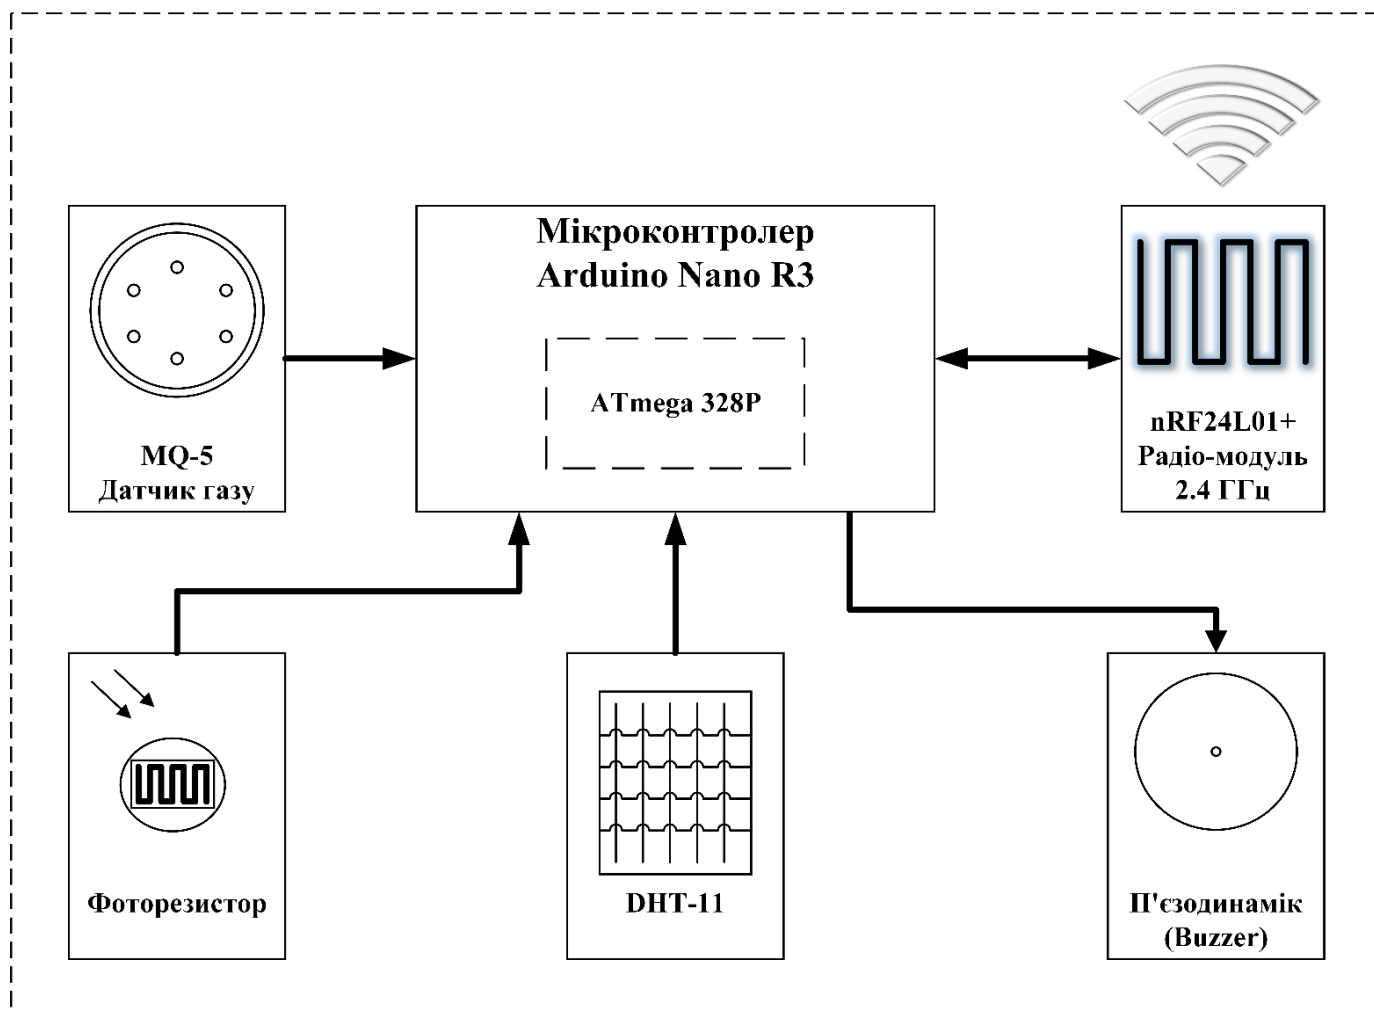 Мікроконтролер
Arduino Nano R3
ATmega 328P
MQ-5
Датчик газу
nRF24L01+
Радіо-модуль
2.4 ГГц
Фоторезистор
DHT-11
П'єзодинамік
(Buzzer)